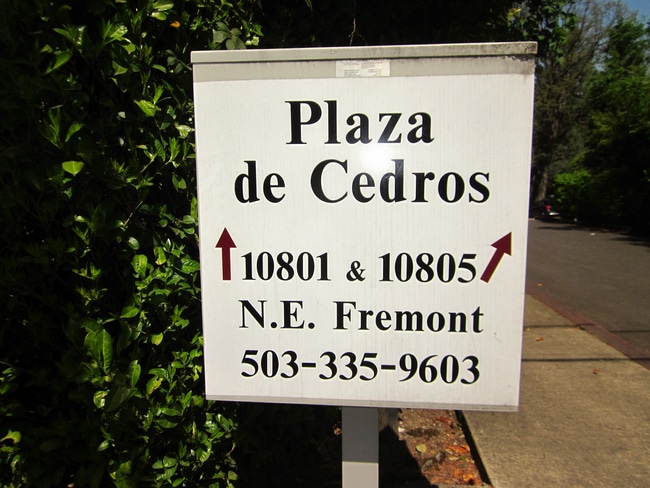 Plaza
de Cedros
10801 & 10805
N.E. Fremont
503-335-9603